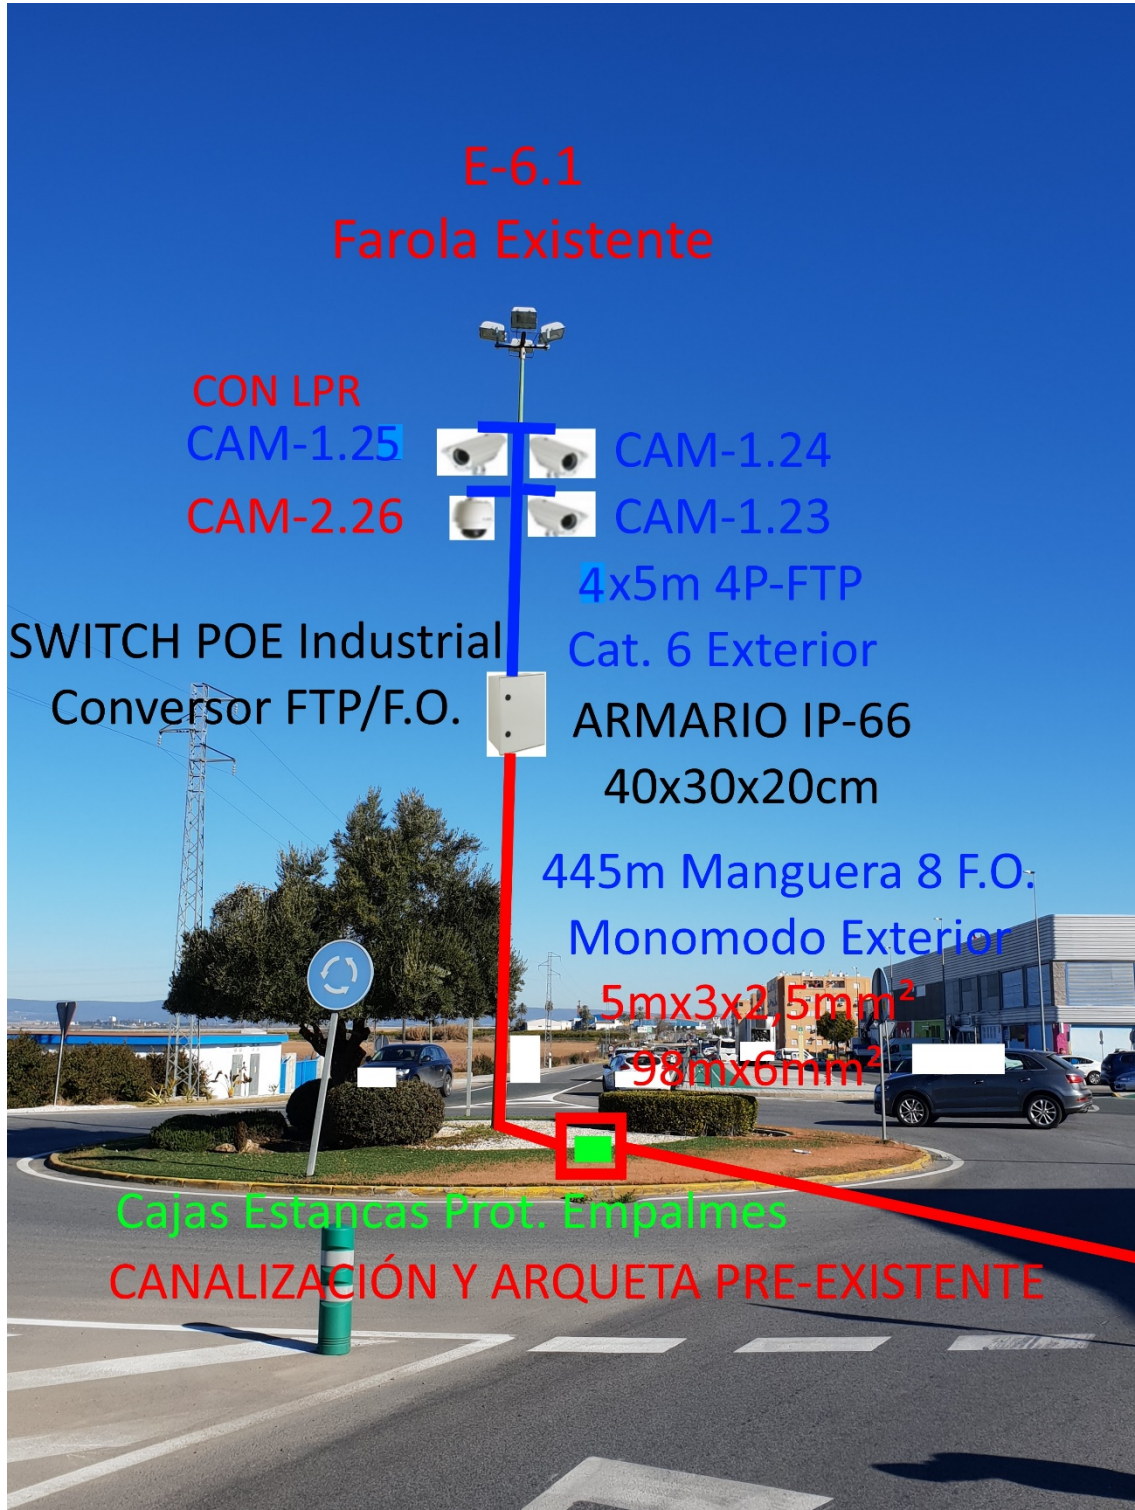 E-6.1
Farola Existente
CON LPR
CAM-1.25
CAM-1.24
CAM-2.26
CAM-1.23
4x5m 4P-FTP
Cat. 6 Exterior
SWITCH POE Industrial
Conversor FTP/F.O.
ARMARIO IP-66
40x30x20cm
445m Manguera 8 F.O.
Monomodo Exterior
5mx3x2,5mm²
98mx6mm²
Cajas Estancas Prot. Empalmes
CANALIZACIÓN Y ARQUETA PRE-EXISTENTE